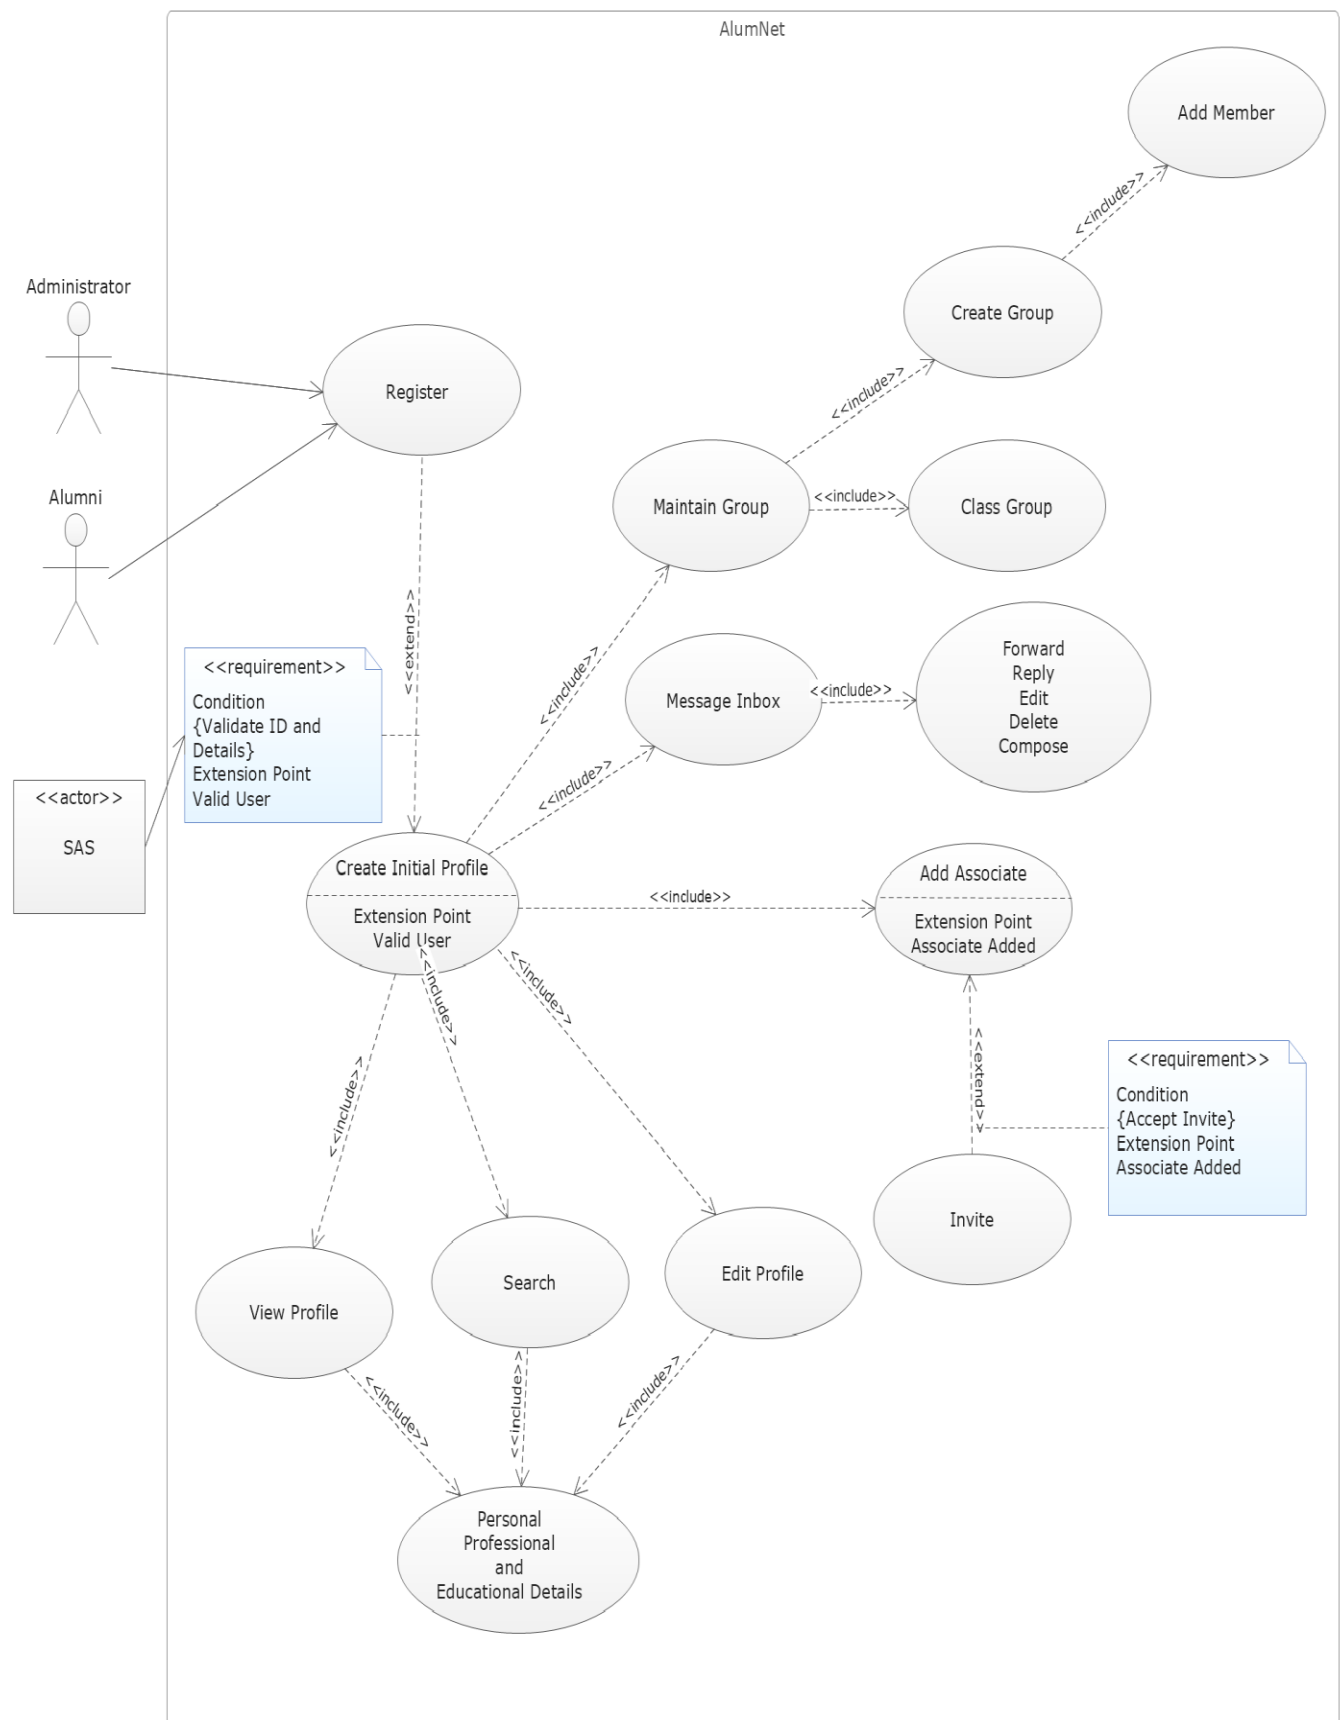 AlumNet
Add Member
<<include>>
Administrator
Create Group
Register
<<include>>
Alumni
Maintain Group
<<include>>
Class Group
<<extend>>
<<include>>
<<requirement>>
Condition
{Validate ID and
Details}
Extension Point
Valid User
Message Inbox
<<include>>
Forward
Reply
Edit
Delete
Compose
<<include>>
<<actor>>
SAS
Create Initial Profile
Extension Point
Valid User
<<include>>
Add Associate
Extension Point
Associate Added
<<include>>
<<include>>
<<include>>
<<extend>>
<<requirement>>
Condition
{Accept Invite}
Extension Point
Associate Added
Invite
View Profile
Search
Edit Profile
<<include>>
<<include>>
<<include>>
Personal
Professional
and
Educational Details